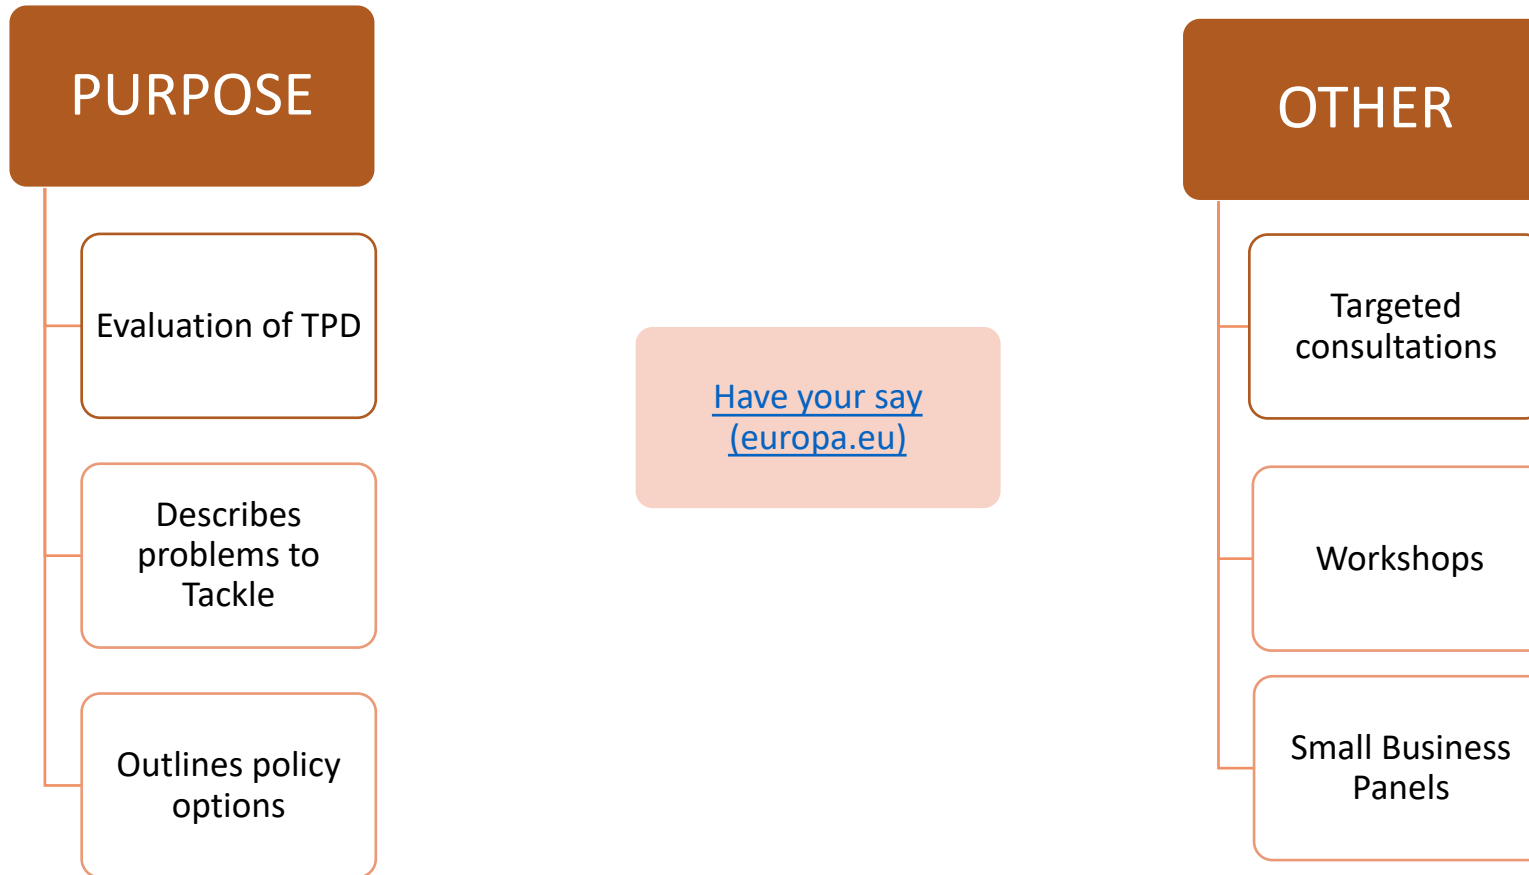 PURPOSE
Evaluation of TPD
Describes
problems to
Tackle
Outlines policy
options
Have your say
(europa.eu)
OTHER
Targeted
consultations
Workshops
Small Business
Panels